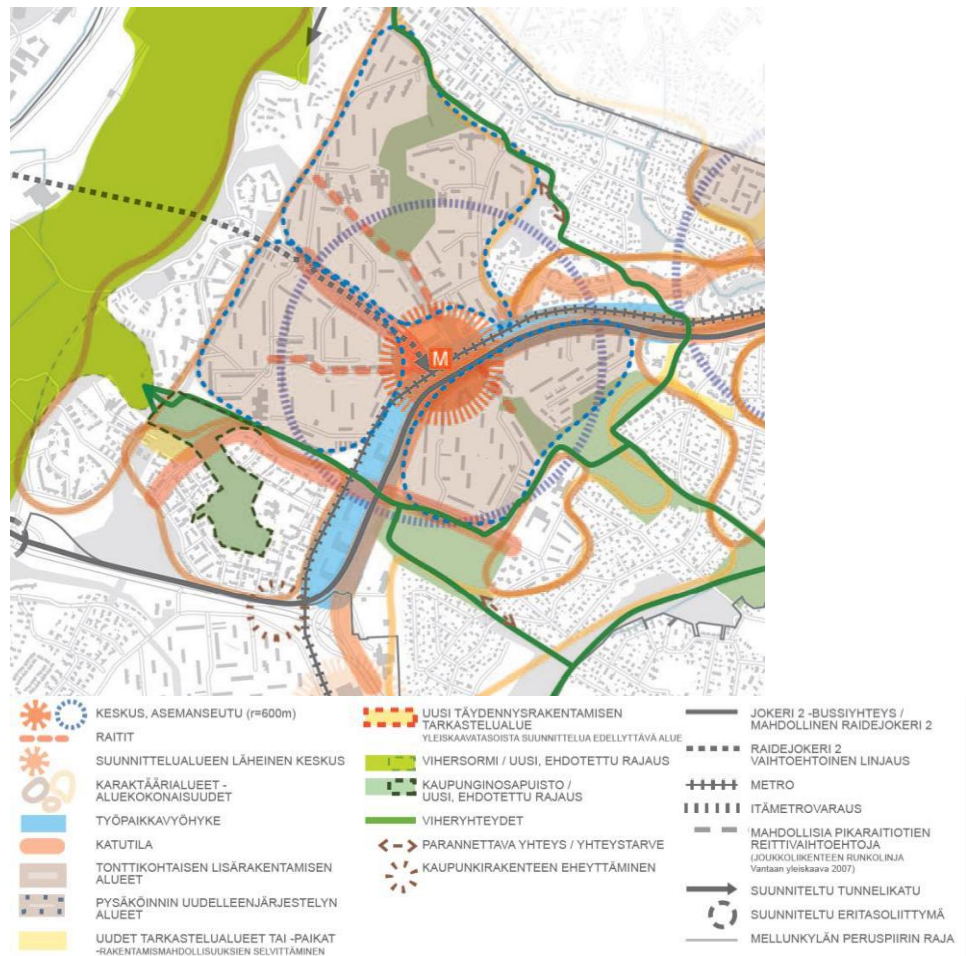 M
KESKUS, ASEMANSEUTU (r=600m)
RAITIT
SUUNNITTELUALUEEN LÄHEINEN KESKUS
KARAKTÄÄRIALUEET -
ALUEKOKONAISUUDET
TYÖPAIKKAVYÖHYKE
KATUTILA
TONTTIKOHTAISEN LISÄRAKENTAMISEN
ALUEET
PYSÄKÖINNIN UUDELLEENJÄRJESTELYN
ALUEET
UUDET TARKASTELUALUEET TAI -PAIKAT
-RAKENTAMISMAHDOLLISUUKSIEN SELVITTÄMINEN
UUSI TÄYDENNYSRAKENTAMISEN
TARKASTELUALUE
YLEISKAAVATASOISTA SUUNNITTELUA EDELLYTTÄVÄ ALUE
VIHERSORMI / UUSI, EHDOTETTU RAJAUS
KAUPUNGINOSAPUISTO /
UUSI, EHDOTETTU RAJAUS
VIHERYHTEYDET
PARANNETTAVA YHTEYS / YHTEYSTARVE
KAUPUNKIRAKENTEEN EHEYTTÄMINEN
JOKERI 2 -BUSSIYHTEYS /
MAHDOLLINEN RAIDEJOKERI 2
RAIDEJOKERI 2
VAIHTOEHTOINEN LINJAUS
METRO
ITÄMETROVARAUS
MAHDOLLISIA PIKARAITIOTIEN
REITTIVAIHTOEHTOJA
(JOUKKOLIIKENTEEN RUNKOLINJA
Vantaan yleiskaava 2007)
SUUNNITELTU TUNNELIKATU
SUUNNITELTU ERITASOLIITTYMÄ
MELLUNKYLÄN PERUSPIIRIN RAJA